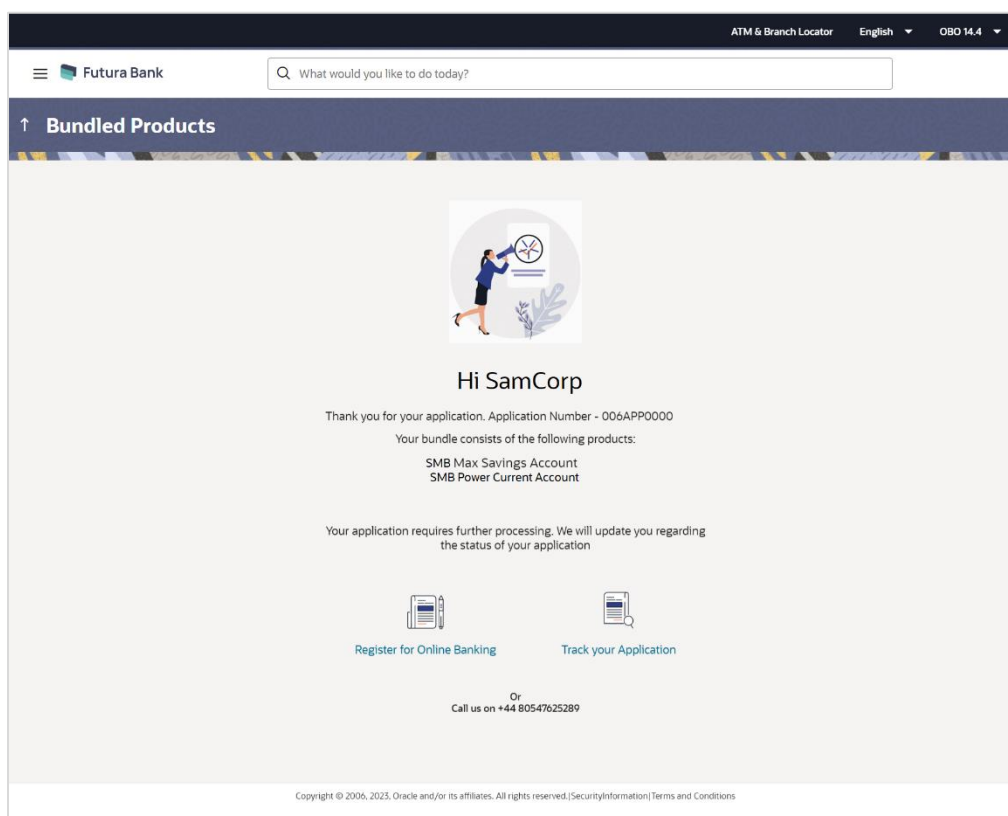 ATM & Branch Locator English OBO 14.4
Futura Bank What would you like to do today?
Bundled Products
Hi SamCorp
Thank you for your application. Application Number - 006APP0000
Your bundle consists of the following products:
SMB Max Savings Account
SMB Power Current Account
Your application requires further processing. We will update you regarding
the status of your application
Register for Online Banking Track your Application
Or
Call us on +44 80547625289
Copyright © 2006, 2023, Oracle and/or its affiliates. All rights reserved.|SecurityInformation|Terms and Conditions